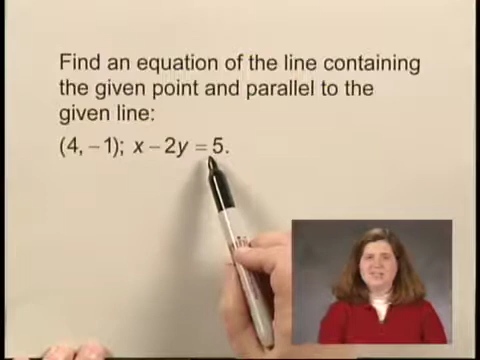 Find an equation of the line containing
the given point and parallel to the
given line:
(4, −1); x − 2y = 5.